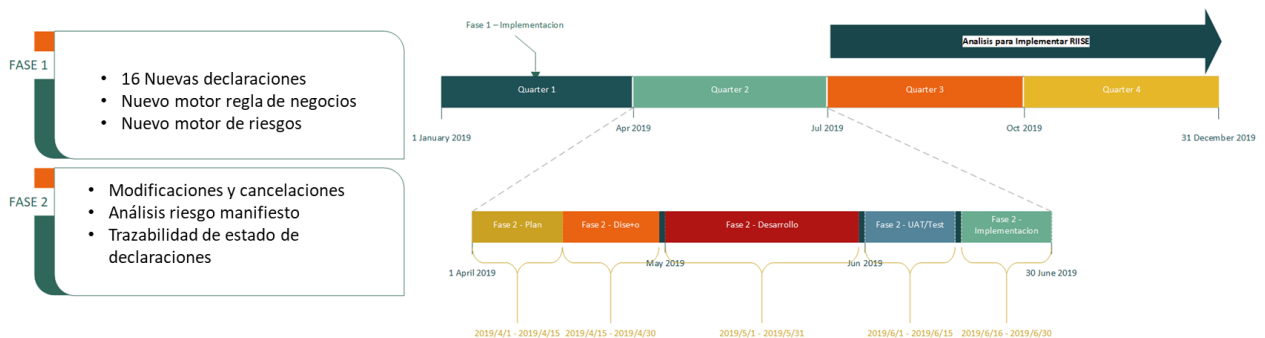 FASE 1
• 16 Nuevas declaraciones
• Nuevo motor regla de negocios
• Nuevo motor de riesgos
FASE 2
• Modificaciones y cancelaciones
• Análisis riesgo manifiesto
• Trazabilidad de estado de
declaraciones
Fase 1 – Implementacion
Analisis para Implementar RIISE
Quarter 1
Quarter 2
Quarter 3
Quarter 4
1 January 2019
Apr 2019
Jul 2019
Oct 2019
31 December 2019
Fase 2 - Plan
Fase 2 - Dise+o
Fase 2 - Desarrollo
Fase 2 - UAT/Test
Fase 2 -
Implementacion
1 April 2019
May 2019
Jun 2019
30 June 2019
2019/4/1 - 2019/4/15
2019/4/15 - 2019/4/30
2019/5/1 - 2019/5/31
2019/6/1 - 2019/6/15
2019/6/16 - 2019/6/30